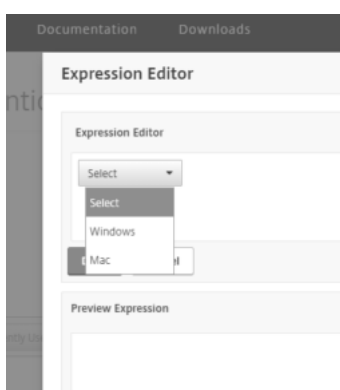 Documentation Downloads
Expression Editor
Expression Editor
Select
Select
Windows
Mac
Preview Expression